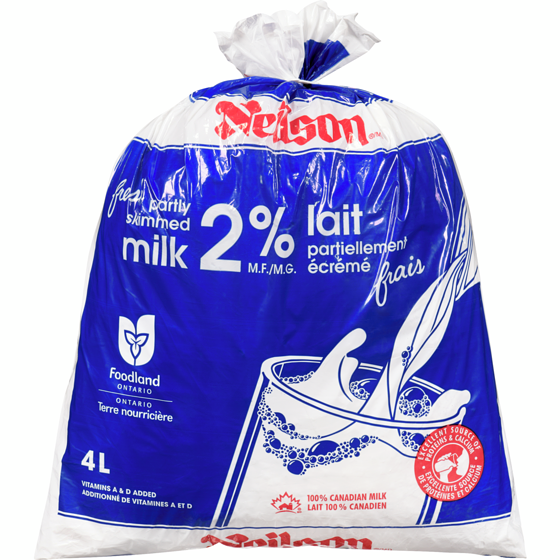 Neilson
fresh
partly
skimmed
milk
2%
M.F./M.G.
lait
partiellement
écrémé
frais
Foodland
ONTARIO
ONTARIO
Terre nourricière
4L
VITAMINS A & D ADDED
ADDITIONNÉ DE VITAMINES A ET D
100% CANADIAN MILK
LAIT 100% CANADIEN
EXCELLENT SOURCE OF
PROTEINS & CALCIUM
EXCELLENTE SOURCE
DE PROTÉINES ET CALCIUM
Neilson